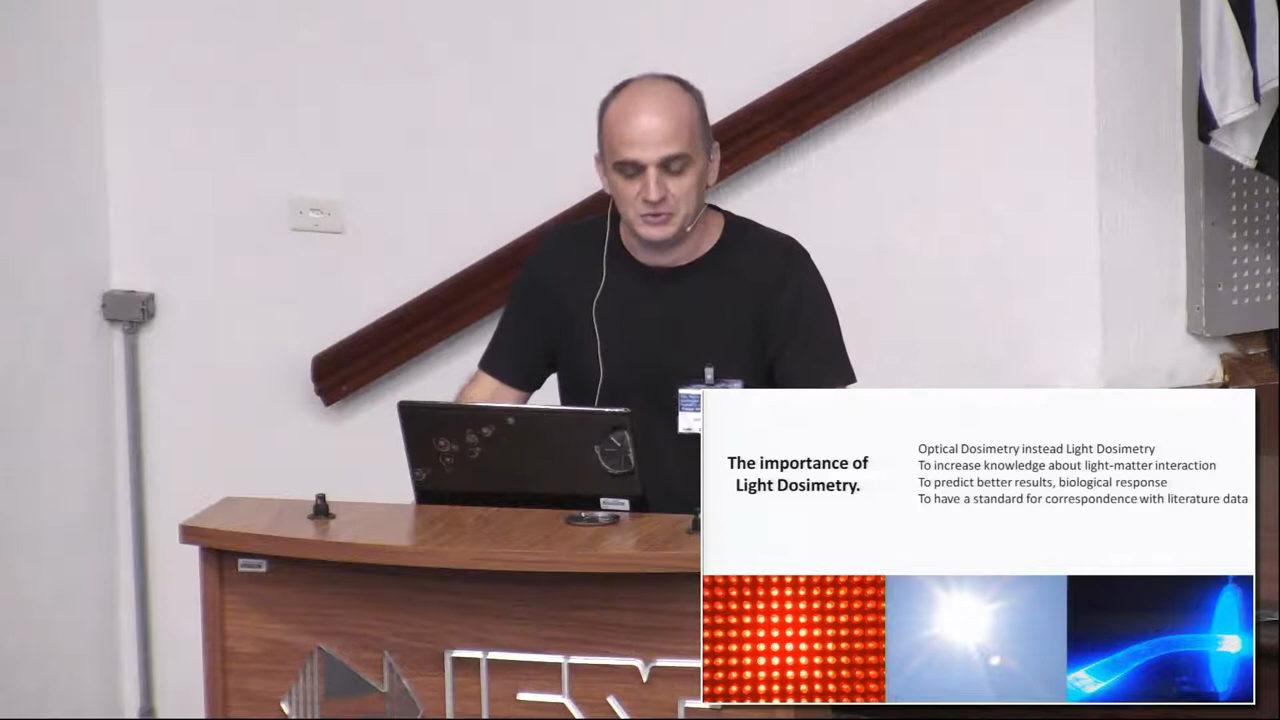 The importance of
Light Dosimetry.
Optical Dosimetry instead Light Dosimetry
To increase knowledge about light-matter interaction
To predict better results, biological response
To have a standard for correspondence with literature data